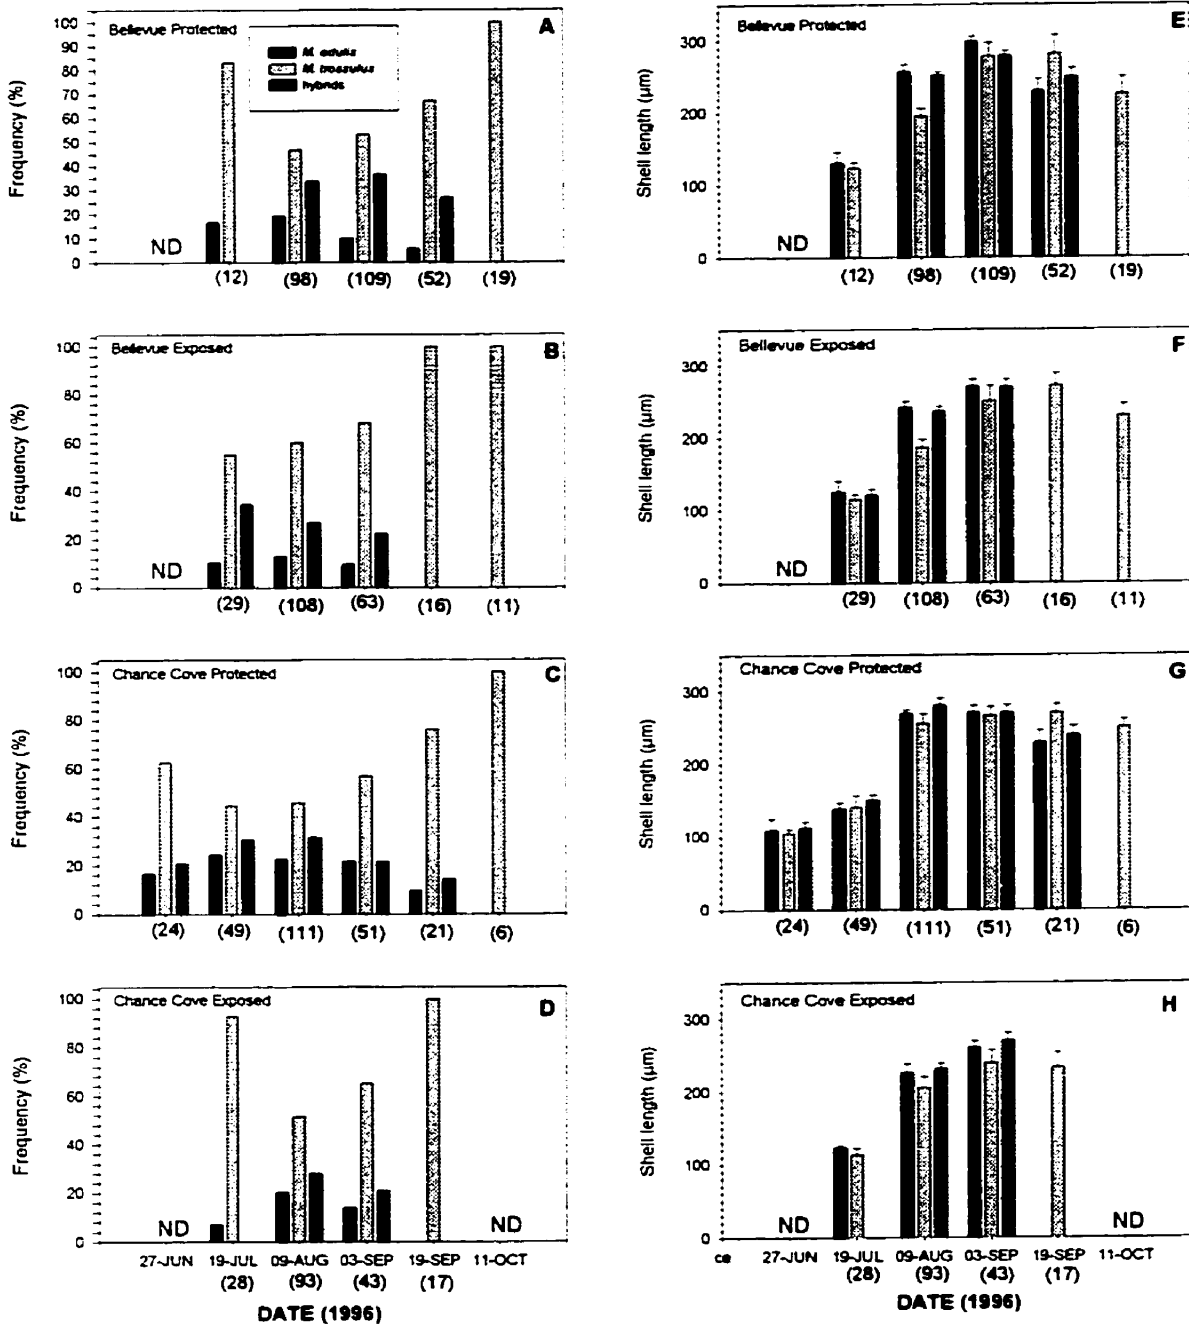 A
Bellevue Protected
M. edulis
M. trossulus
hybrids
Frequency (%)
100
90
80
70
60
50
40
30
20
10
0
ND
(12) (98) (109) (52) (19)
B
Bellevue Exposed
Frequency (%)
100
80
60
40
20
0
ND
(29) (108) (63) (16) (11)
C
Chance Cove Protected
Frequency (%)
100
80
60
40
20
0
(24) (49) (111) (51) (21) (6)
D
Chance Cove Exposed
Frequency (%)
100
80
60
40
20
0
ND ND
27-JUN 19-JUL 09-AUG 03-SEP 19-SEP 11-OCT
(28) (93) (43) (17)
DATE (1996)
E
Bellevue Protected
Shell length (µm)
300
200
100
0
ND
(12) (98) (109) (52) (19)
F
Bellevue Exposed
Shell length (µm)
300
200
100
0
ND
(29) (108) (63) (16) (11)
G
Chance Cove Protected
Shell length (µm)
300
200
100
0
(24) (49) (111) (51) (21) (6)
H
Chance Cove Exposed
Shell length (µm)
300
200
100
0
ND ND
ce 27-JUN 19-JUL 09-AUG 03-SEP 19-SEP 11-OCT
(28) (93) (43) (17)
DATE (1996)